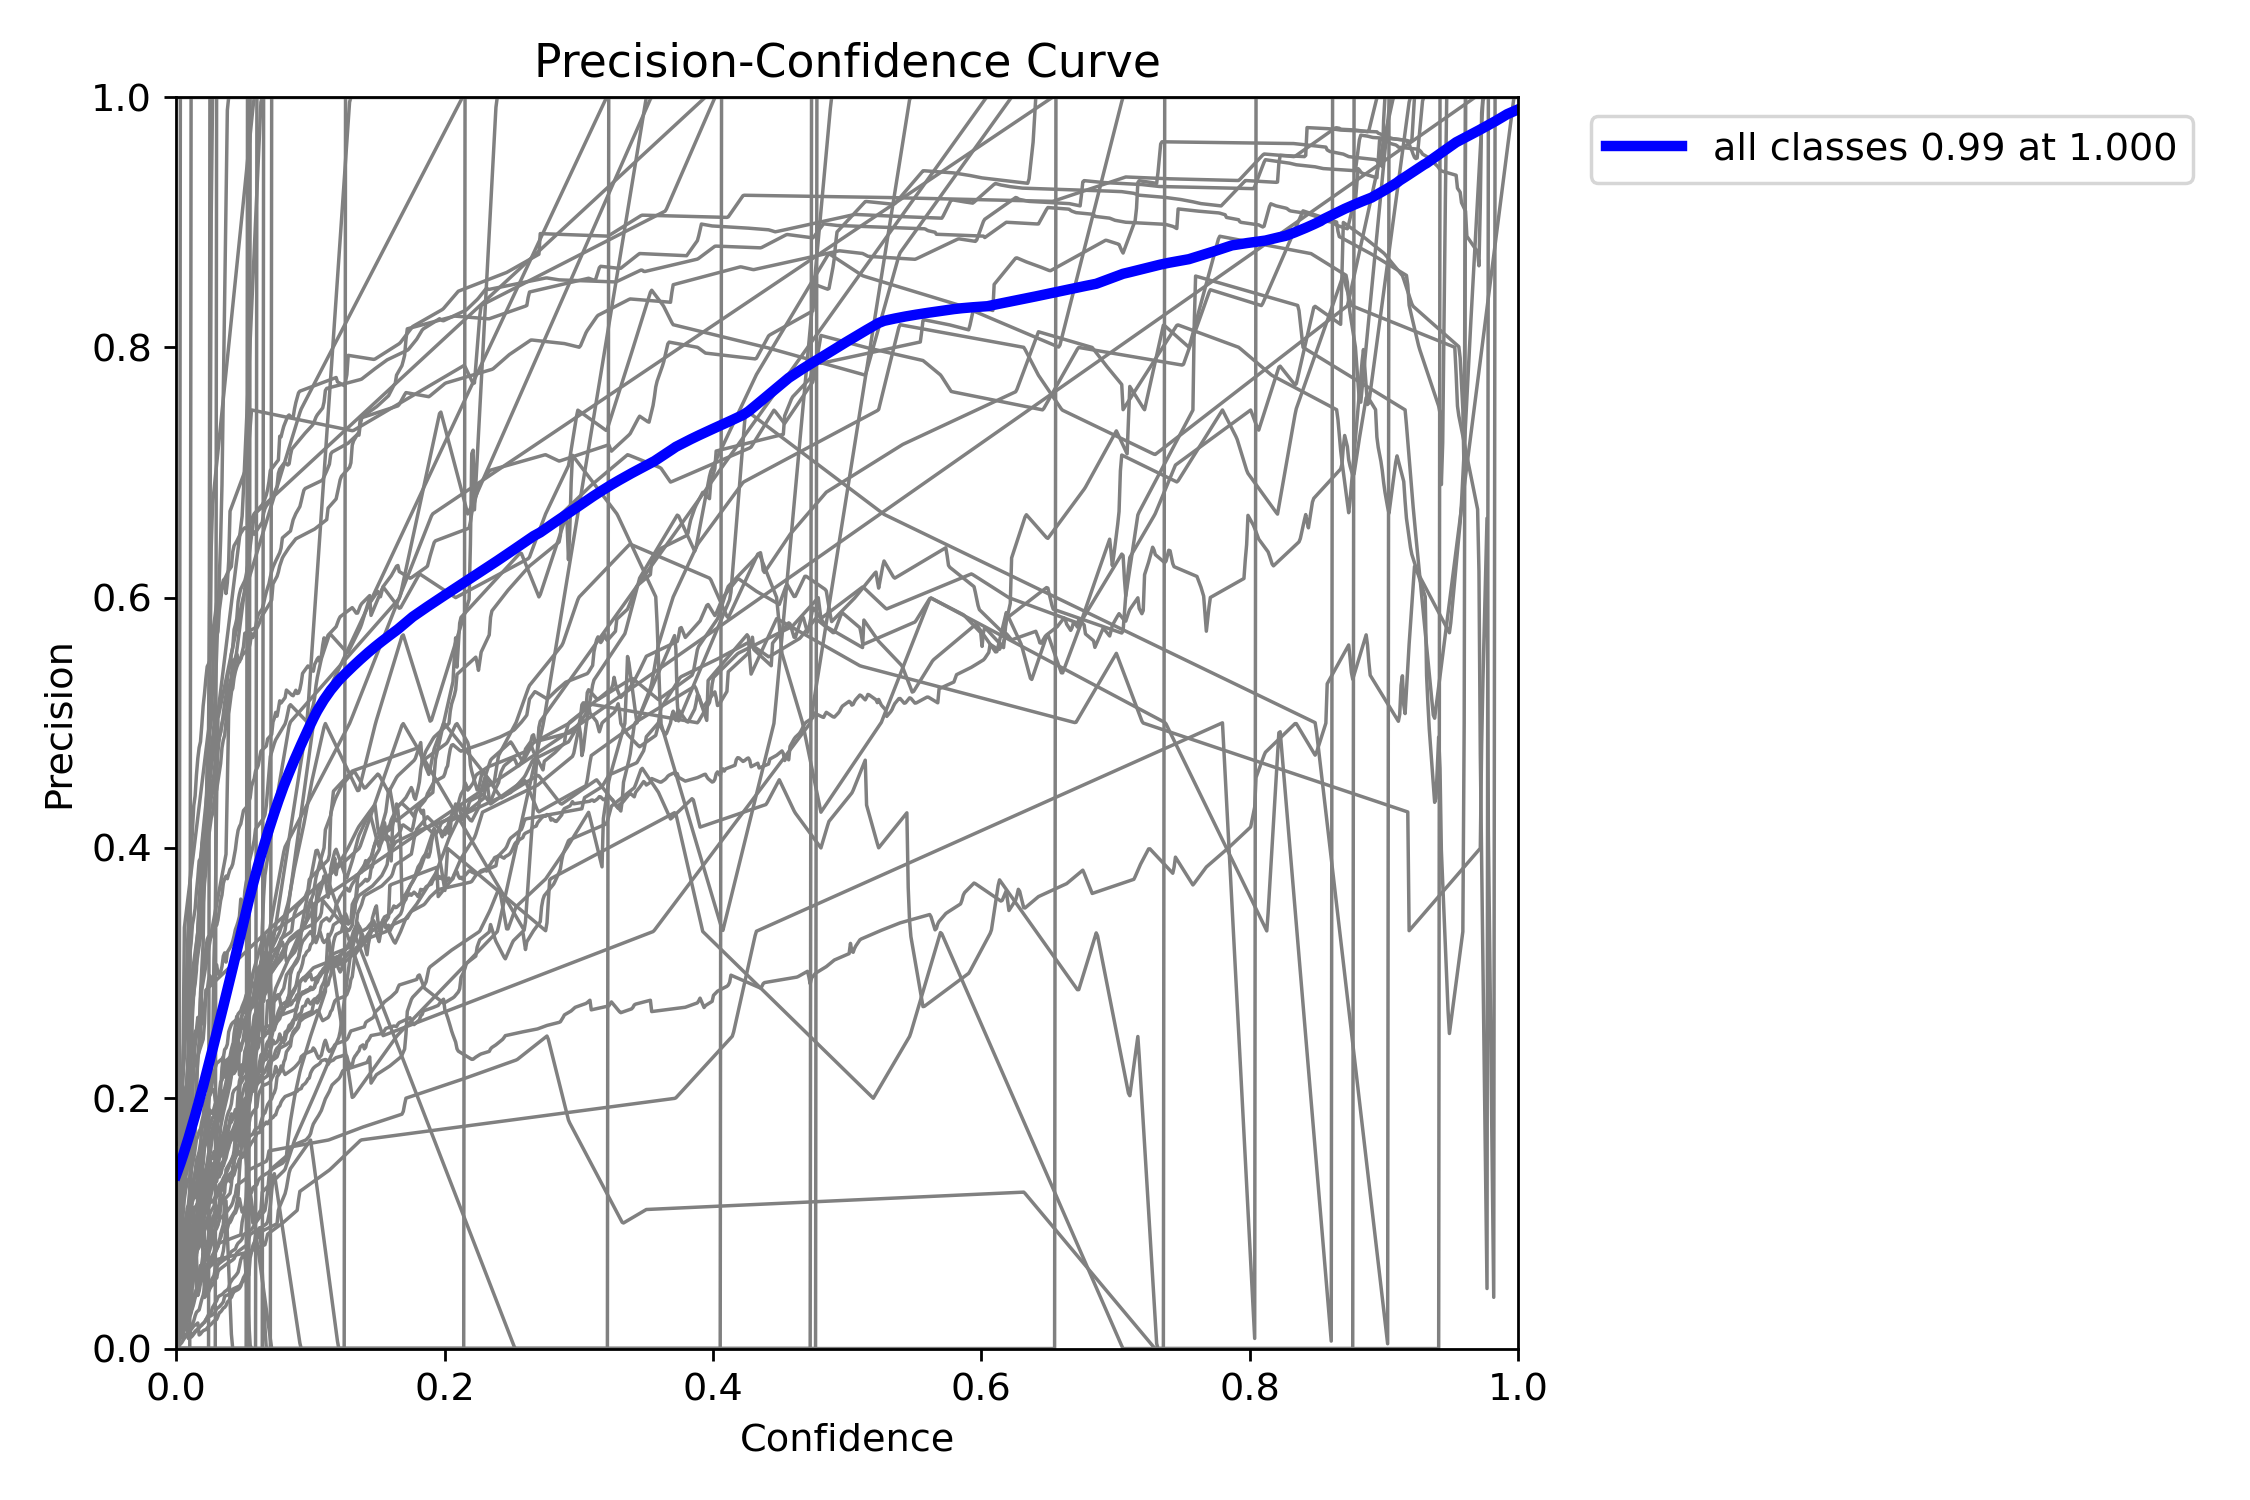 Precision-Confidence Curve
all classes 0.99 at 1.000
Precision
1.0
0.8
0.6
0.4
0.2
0.0
0.0 0.2 0.4 0.6 0.8 1.0
Confidence